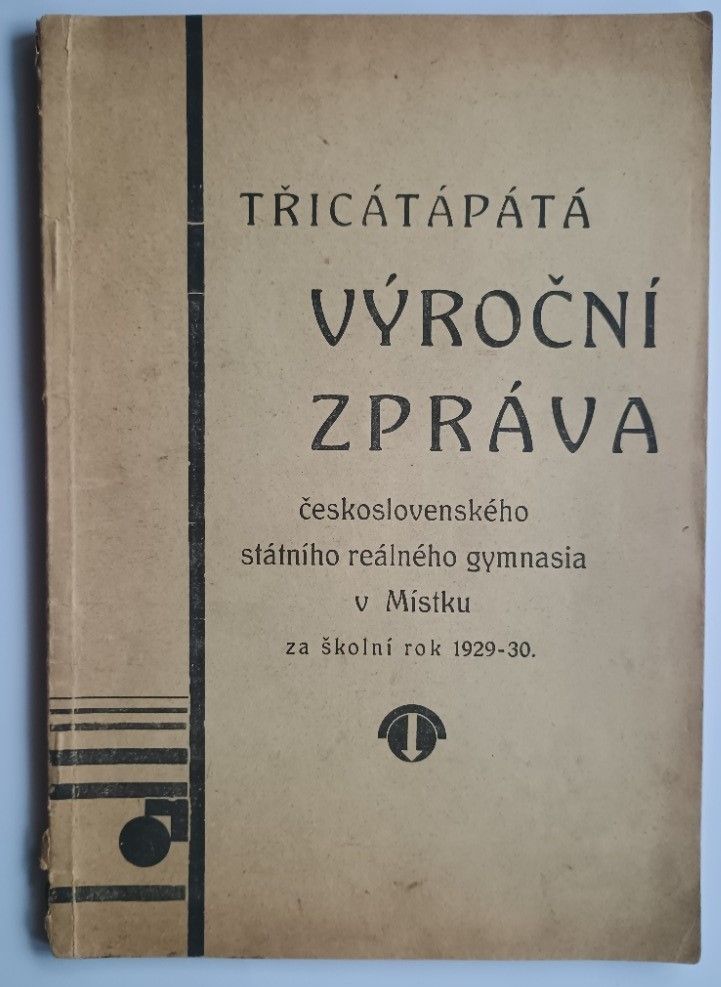 TŘICÁTÁPÁTÁ
VÝROČNÍ
ZPRÁVA
československého
státního reálného gymnasia
v Místku
za školní rok 1929-30.